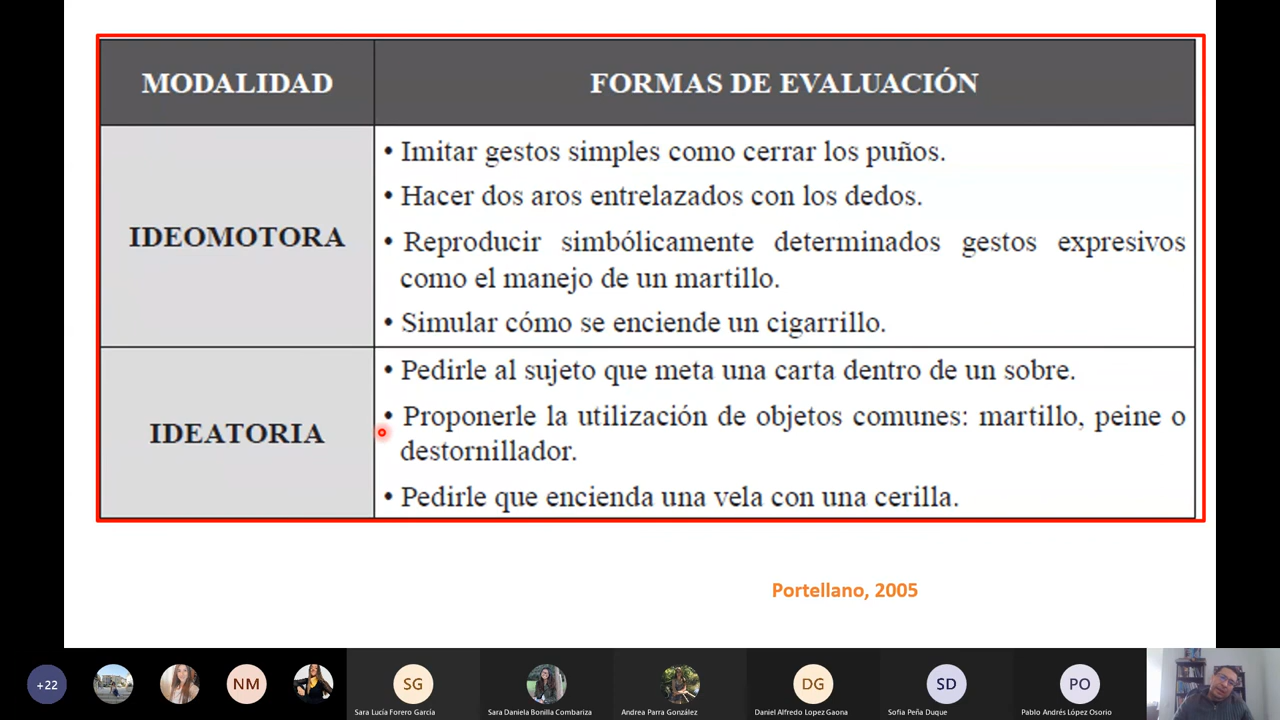 MODALIDAD
FORMAS DE EVALUACIÓN
IDEOMOTORA
• Imitar gestos simples como cerrar los puños.
• Hacer dos aros entrelazados con los dedos.
• Reproducir simbólicamente determinados gestos expresivos
como el manejo de un martillo.
• Simular cómo se enciende un cigarrillo.
IDEATORIA
• Pedirle al sujeto que meta una carta dentro de un sobre.
• Proponerle la utilización de objetos comunes: martillo, peine o
destornillador.
• Pedirle que encienda una vela con una cerilla.
Portellano, 2005
+22
NM
SG
DG
SD
PO
Sara Lucía Forero García
Sara Daniela Bonilla Combariza
Andrea Parra González
Daniel Alfredo Lopez Gaona
Sofia Peña Duque
Pablo Andrés López Osorio